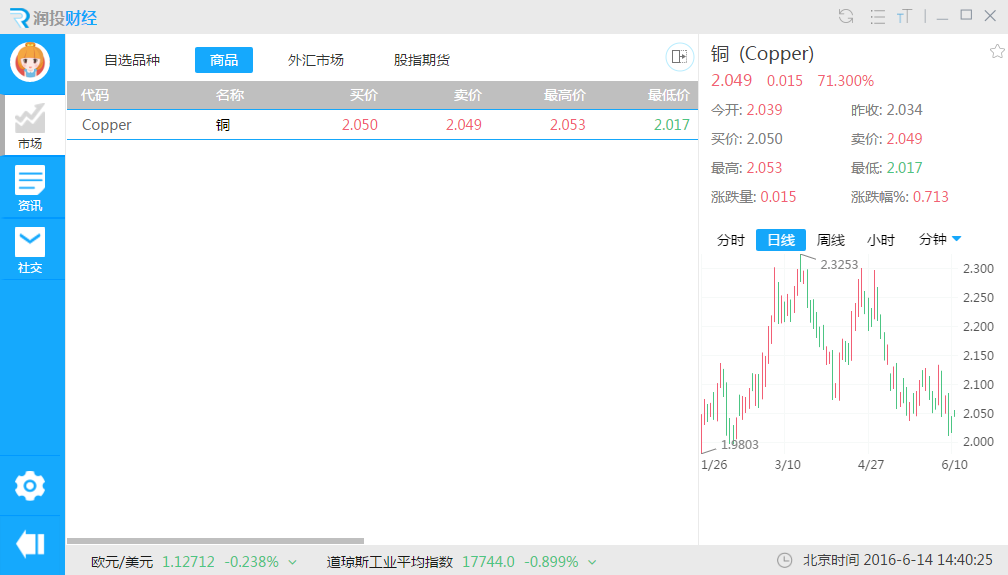 润投财经
自选品种 商品 外汇市场 股指期货
代码 名称 买价 卖价 最高价 最低价
Copper 铜 2.050 2.049 2.053 2.017
市场
资讯
社交
铜 (Copper)
2.049 0.015 71.300%
今开: 2.039 昨收: 2.034
买价: 2.050 卖价: 2.049
最高: 2.053 最低: 2.017
涨跌量: 0.015 涨跌幅%: 0.713
分时 日线 周线 小时 分钟
2.3253
2.300
2.250
2.200
2.150
2.100
2.050
2.000
1.9803
1/26 3/10 4/27 6/10
欧元/美元 1.12712 -0.238% 道琼斯工业平均指数 17744.0 -0.899% 北京时间 2016-6-14 14:40:25